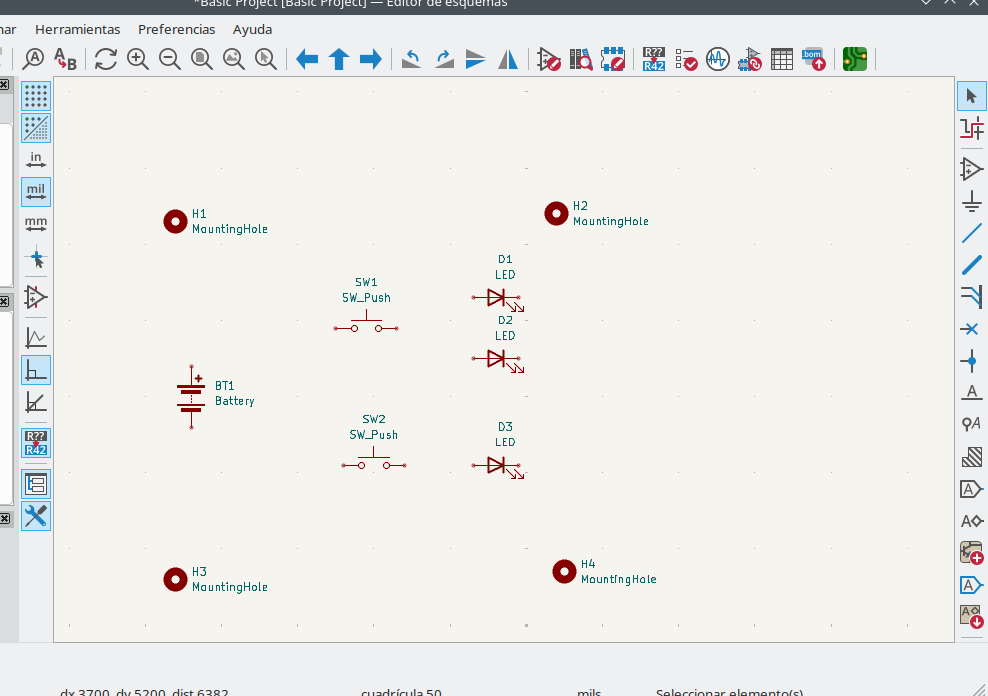 *Basic Project [Basic Project] — Editor de esquemas
nar Herramientas Preferencias Ayuda
A A B R?? R42 bom
in
mil
mm
R??
R42
H1
MountingHole
H2
MountingHole
D1
LED
SW1
SW_Push
D2
LED
BT1
Battery
SW2
SW_Push
D3
LED
H3
MountingHole
H4
MountingHole
A
A
A
A
A
A
dx 3700 dy 5200 dist 6382 cuadrícula 50 mils Seleccionar elemento(s)